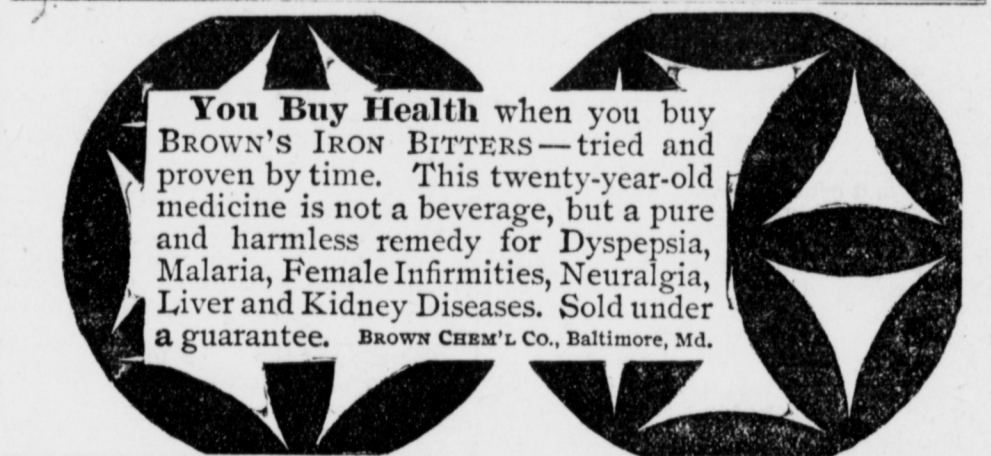 You Buy Health when you buy
BROWN'S IRON BITTERS — tried and
proven by time. This twenty-year-old
medicine is not a beverage, but a pure
and harmless remedy for Dyspepsia,
Malaria, Female Infirmities, Neuralgia,
Liver and Kidney Diseases. Sold under
a guarantee. BROWN CHEM'L CO., Baltimore, Md.